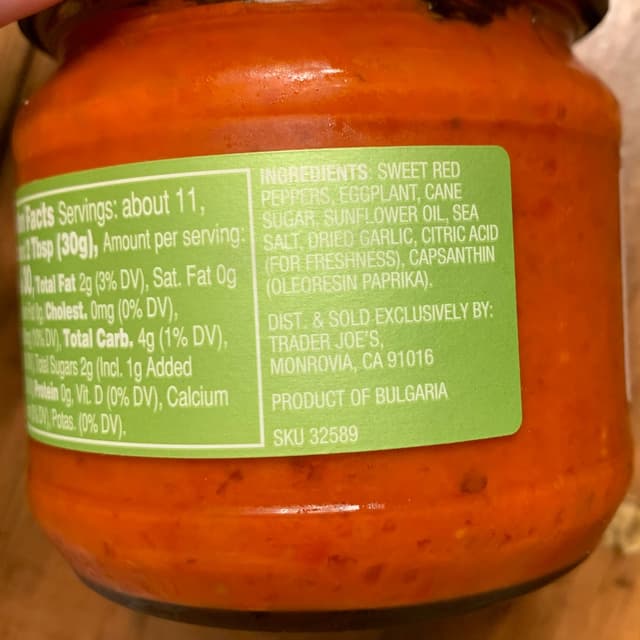 Facts Servings: about 11,
Tbsp (30g), Amount per serving:
Total Fat 2g (3% DV), Sat. Fat 0g
Cholest. 0mg (0% DV),
DV), Total Carb. 4g (1% DV),
Total Sugars 2g (Incl. 1g Added
Protein 0g, Vit. D (0% DV), Calcium
DV), Potas. (0% DV).
INGREDIENTS: SWEET RED
PEPPERS, EGGPLANT, CANE
SUGAR, SUNFLOWER OIL, SEA
SALT, DRIED GARLIC, CITRIC ACID
(FOR FRESHNESS), CAPSANTHIN
(OLEORESIN PAPRIKA).
DIST. & SOLD EXCLUSIVELY BY:
TRADER JOE'S,
MONROVIA, CA 91016
PRODUCT OF BULGARIA
SKU 32589